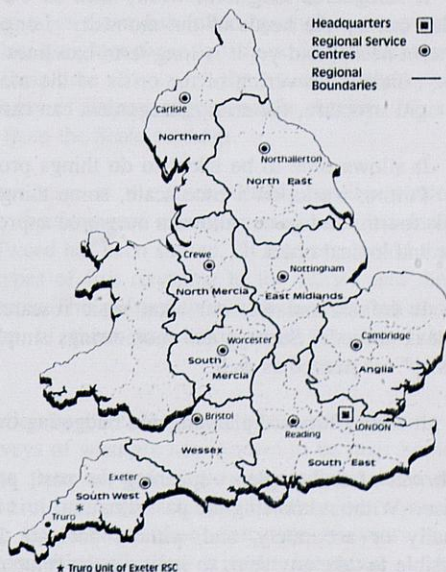 Headquarters
Regional Service
Centres
Regional
Boundaries
Carlisle
Northern
Northallerton
North East
Crewe
Nottingham
North Mercia
East Midlands
Worcester
Cambridge
South
Mercia
Anglia
Bristol
LONDON
Reading
Wessex
South East
Exeter
South West
Truro *
* Truro Unit of Exeter RSC